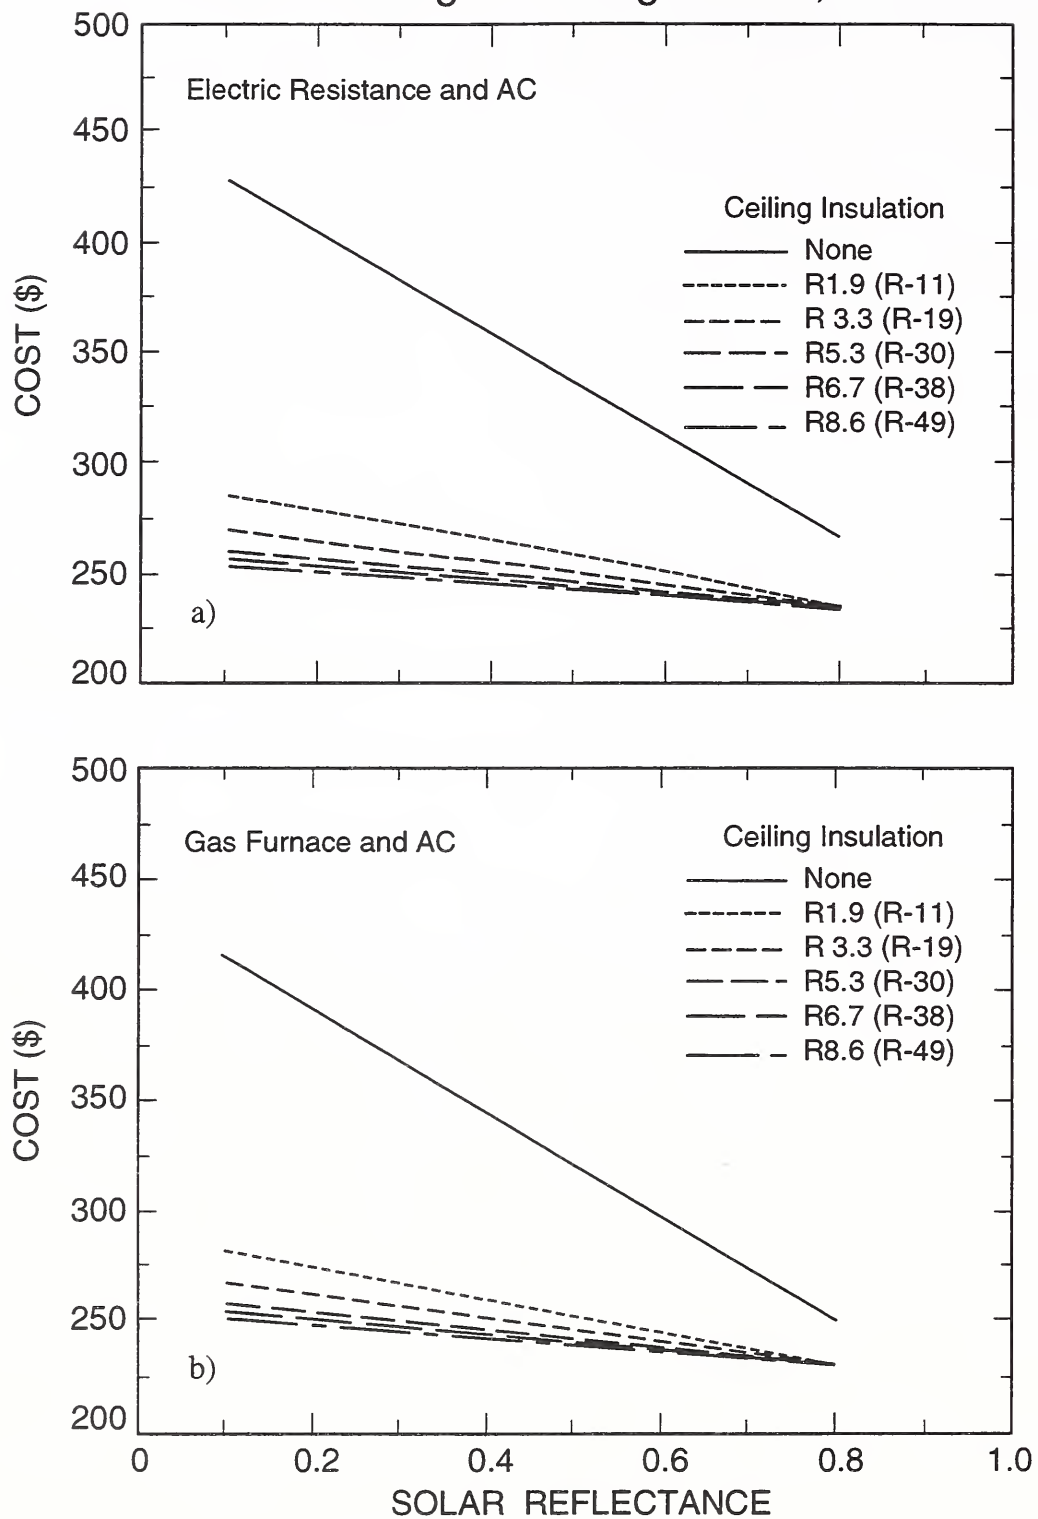 500
Electric Resistance and AC
450
Ceiling Insulation
400
None
R1.9 (R-11)
R 3.3 (R-19)
350
R5.3 (R-30)
R6.7 (R-38)
R8.6 (R-49)
300
250
a)
200
COST ($)
500
Gas Furnace and AC
Ceiling Insulation
450
None
R1.9 (R-11)
R 3.3 (R-19)
400
R5.3 (R-30)
R6.7 (R-38)
R8.6 (R-49)
350
300
250
b)
200
COST ($)
0 0.2 0.4 0.6 0.8 1.0
SOLAR REFLECTANCE